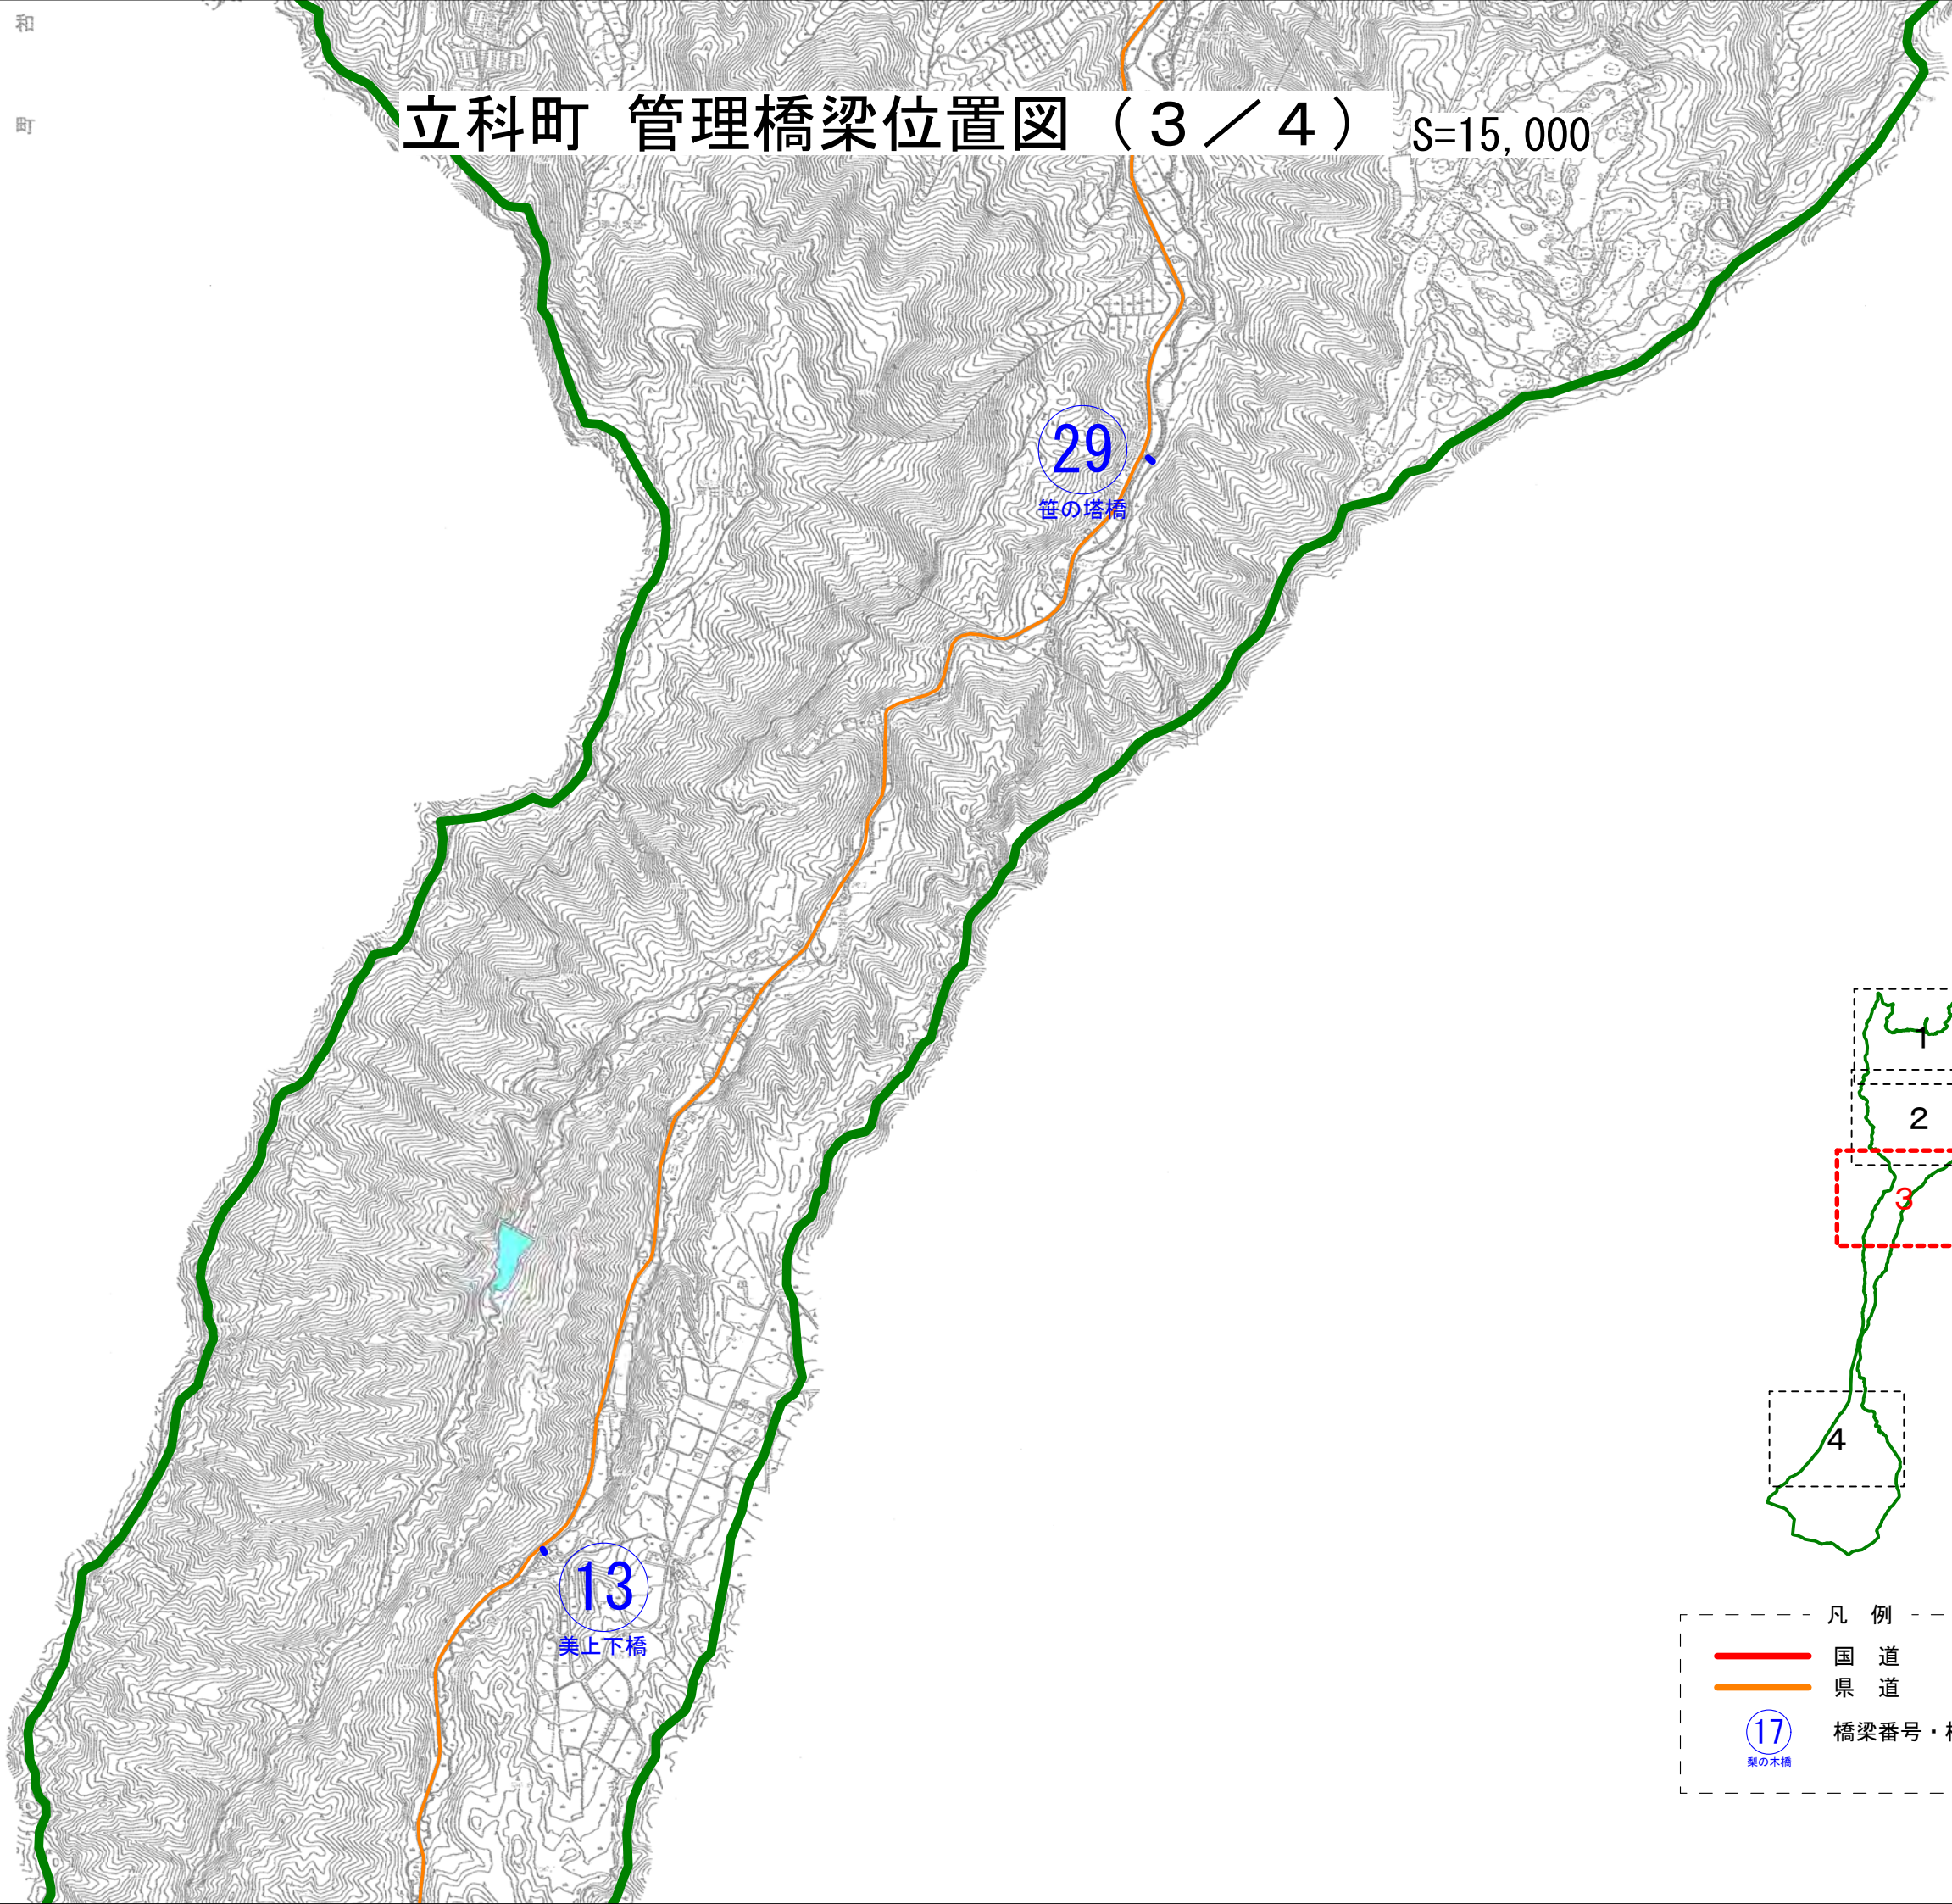 和
町
立科町 管理橋梁位置図（３／４） S=15,000
29
笹の塔橋
13
美上下橋
1
2
3
4
凡 例
国 道
県 道
17
梨の木橋
橋梁番号・